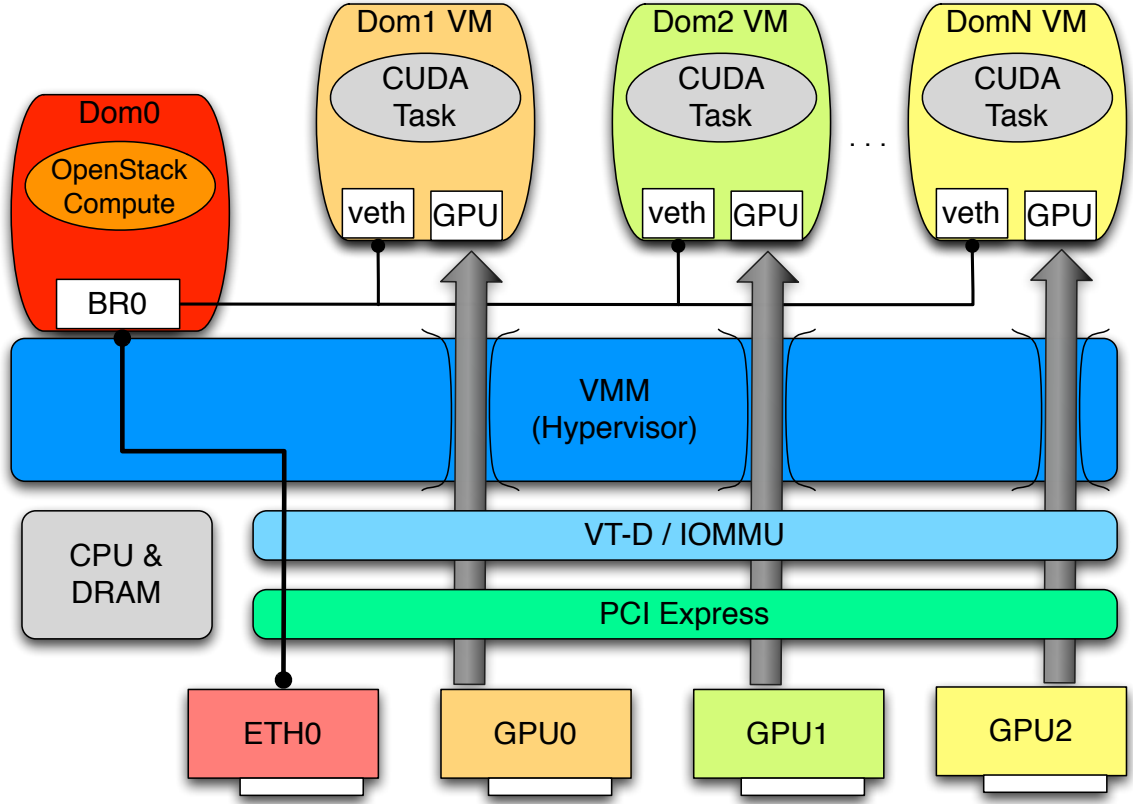 Dom1 VM
Dom2 VM
DomN VM
CUDA
Task
CUDA
Task
. . .
CUDA
Task
Dom0
OpenStack
Compute
veth
GPU
veth
GPU
veth
GPU
BR0
VMM
(Hypervisor)
CPU &
DRAM
VT-D / IOMMU
PCI Express
ETH0
GPU0
GPU1
GPU2